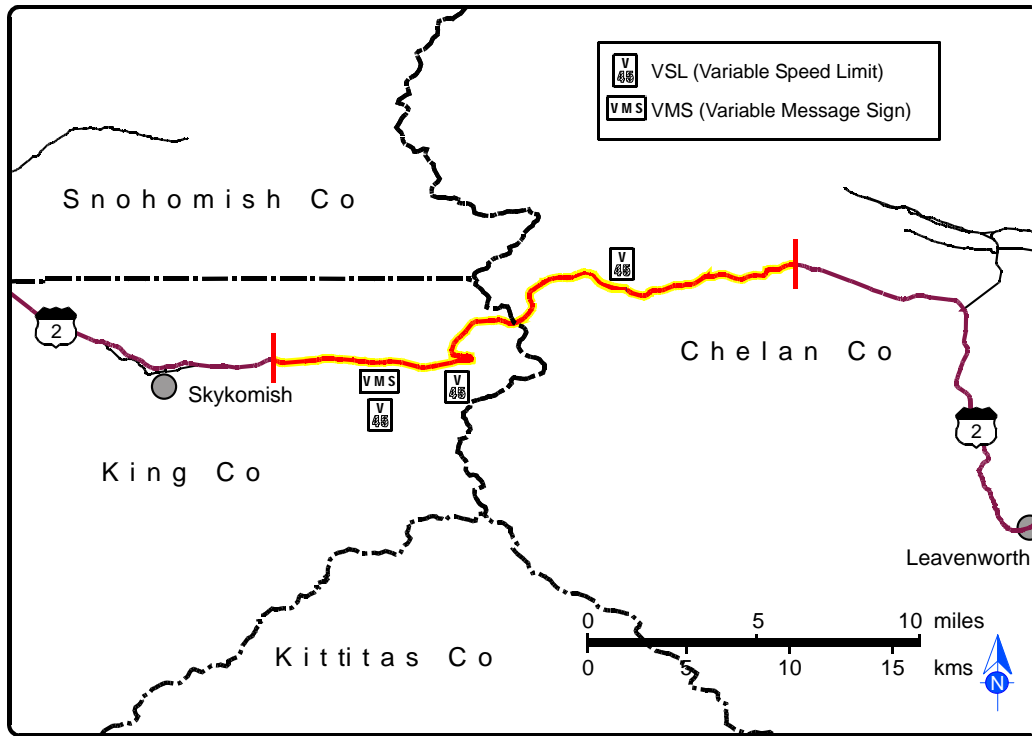 V
45
VSL (Variable Speed Limit)
VMS
VMS (Variable Message Sign)
Snohomish Co
V
45
2
Chelan Co
VMS
V
45
V
45
Skykomish
2
King Co
Leavenworth
0 5 10 miles
Kittitas Co
0 5 10 15 kms
N